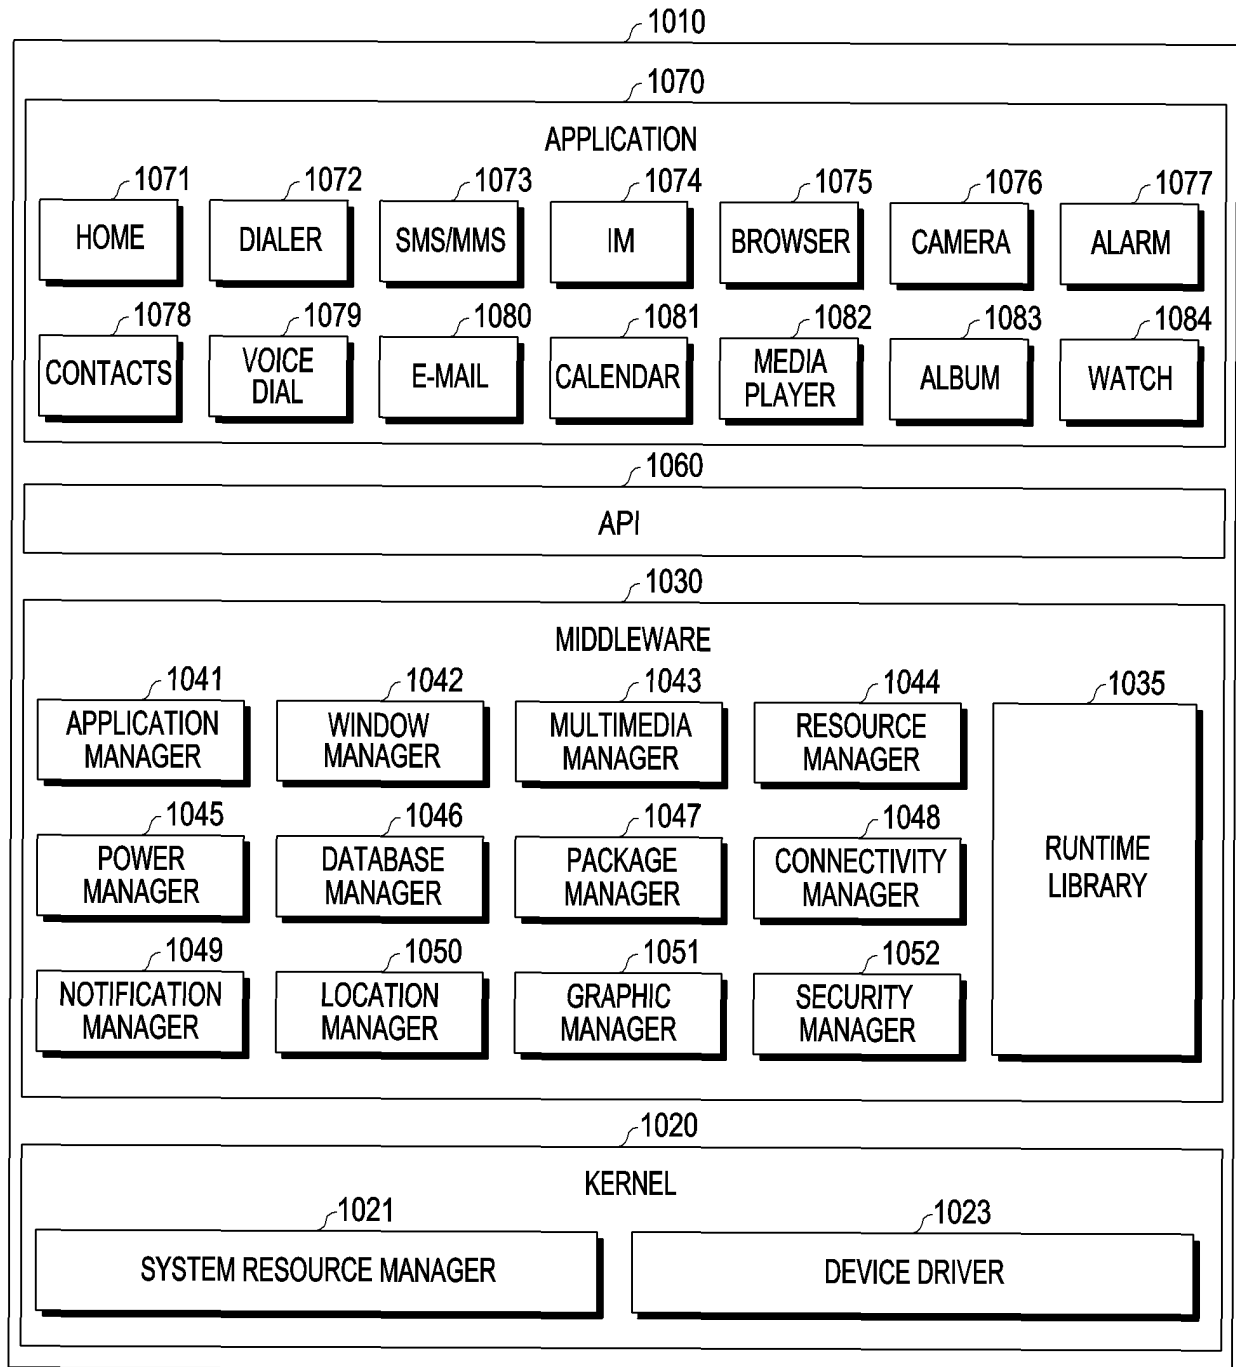 1010
1070
APPLICATION
1071 1072 1073 1074 1075 1076 1077
HOME DIALER SMS/MMS IM BROWSER CAMERA ALARM
1078 1079 1080 1081 1082 1083 1084
CONTACTS VOICE DIAL E-MAIL CALENDAR MEDIA PLAYER ALBUM WATCH
1060
API
1030
MIDDLEWARE
1041 1042 1043 1044 1035
APPLICATION MANAGER WINDOW MANAGER MULTIMEDIA MANAGER RESOURCE MANAGER
1045 1046 1047 1048
POWER MANAGER DATABASE MANAGER PACKAGE MANAGER CONNECTIVITY MANAGER RUNTIME LIBRARY
1049 1050 1051 1052
NOTIFICATION MANAGER LOCATION MANAGER GRAPHIC MANAGER SECURITY MANAGER
1020
KERNEL
1021 1023
SYSTEM RESOURCE MANAGER DEVICE DRIVER